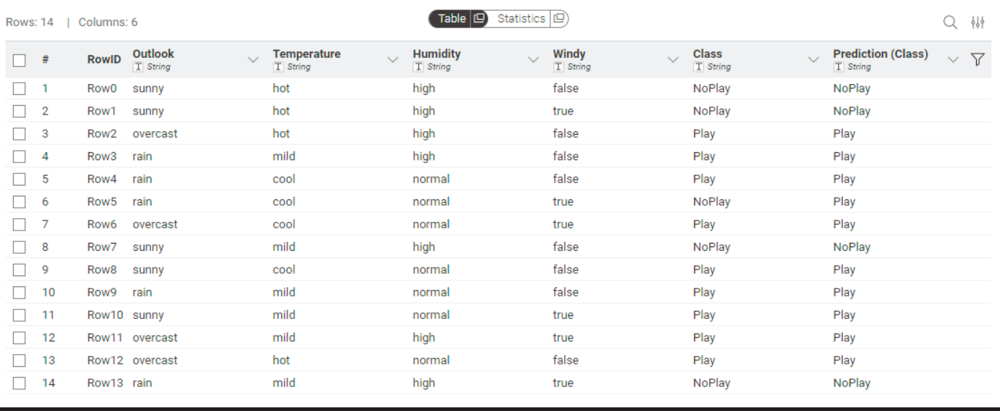 Rows: 14 | Columns: 6 Table Statistics
# RowID Outlook Temperature Humidity Windy Class Prediction (Class)
T String T String T String T String T String T String
1 Row0 sunny hot high false NoPlay NoPlay
2 Row1 sunny hot high true NoPlay NoPlay
3 Row2 overcast hot high false Play Play
4 Row3 rain mild high false Play Play
5 Row4 rain cool normal false Play Play
6 Row5 rain cool normal true NoPlay Play
7 Row6 overcast cool normal true Play Play
8 Row7 sunny mild high false NoPlay NoPlay
9 Row8 sunny cool normal false Play Play
10 Row9 rain mild normal false Play Play
11 Row10 sunny mild normal true Play Play
12 Row11 overcast mild high true Play Play
13 Row12 overcast hot normal false Play Play
14 Row13 rain mild high true NoPlay NoPlay